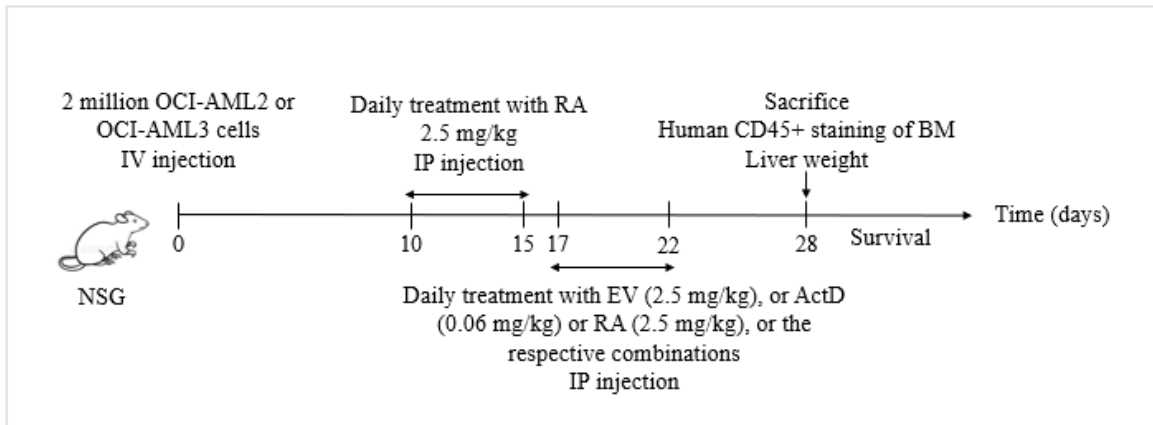 2 million OCI-AML2 or
OCI-AML3 cells
IV injection
Daily treatment with RA
2.5 mg/kg
IP injection
Sacrifice
Human CD45+ staining of BM
Liver weight
Time (days)
0
10
15
17
22
28
Survival
NSG
Daily treatment with EV (2.5 mg/kg), or ActD
(0.06 mg/kg) or RA (2.5 mg/kg), or the
respective combinations
IP injection